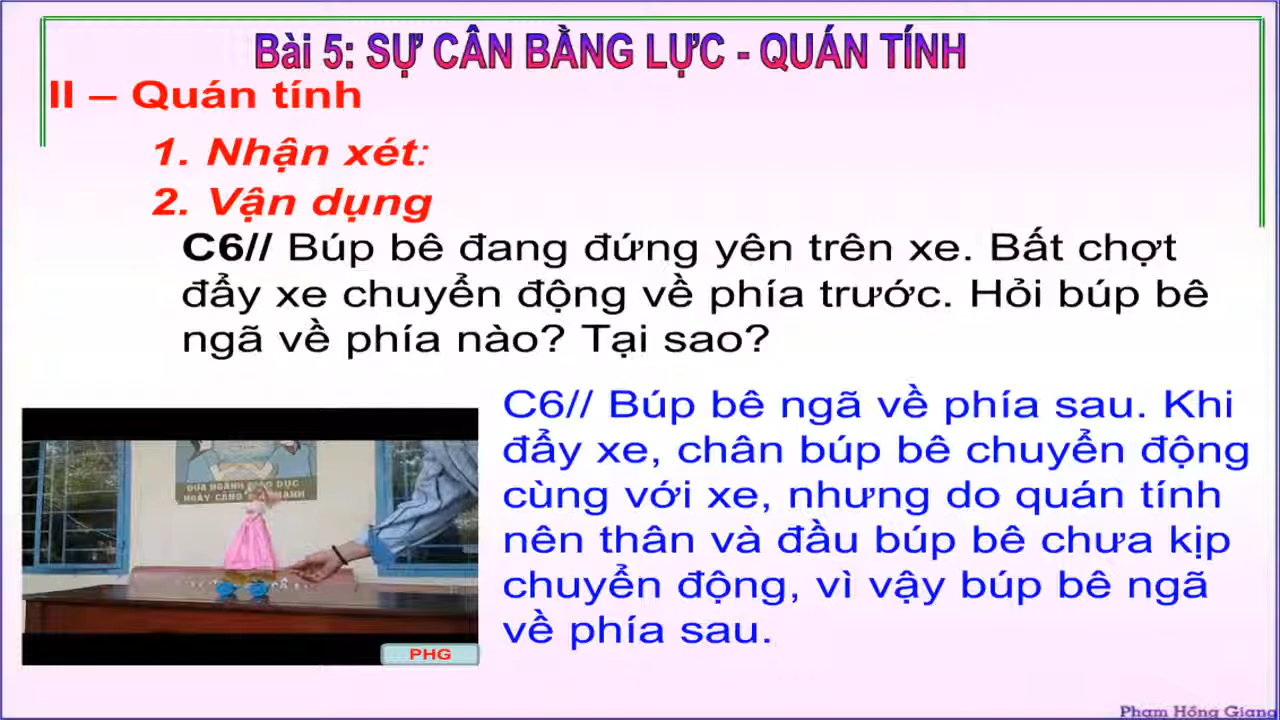 Bài 5: SỰ CÂN BẰNG LỰC - QUÁN TÍNH
II – Quán tính
1. Nhận xét:
2. Vận dụng
C6// Búp bê đang đứng yên trên xe. Bất chợt
đẩy xe chuyển động về phía trước. Hỏi búp bê
ngã về phía nào? Tại sao?
C6// Búp bê ngã về phía sau. Khi
đẩy xe, chân búp bê chuyển động
cùng với xe, nhưng do quán tính
nên thân và đầu búp bê chưa kịp
chuyển động, vì vậy búp bê ngã
về phía sau.
NGÀY CÀNG
PHG
Phạm Hồng Giang